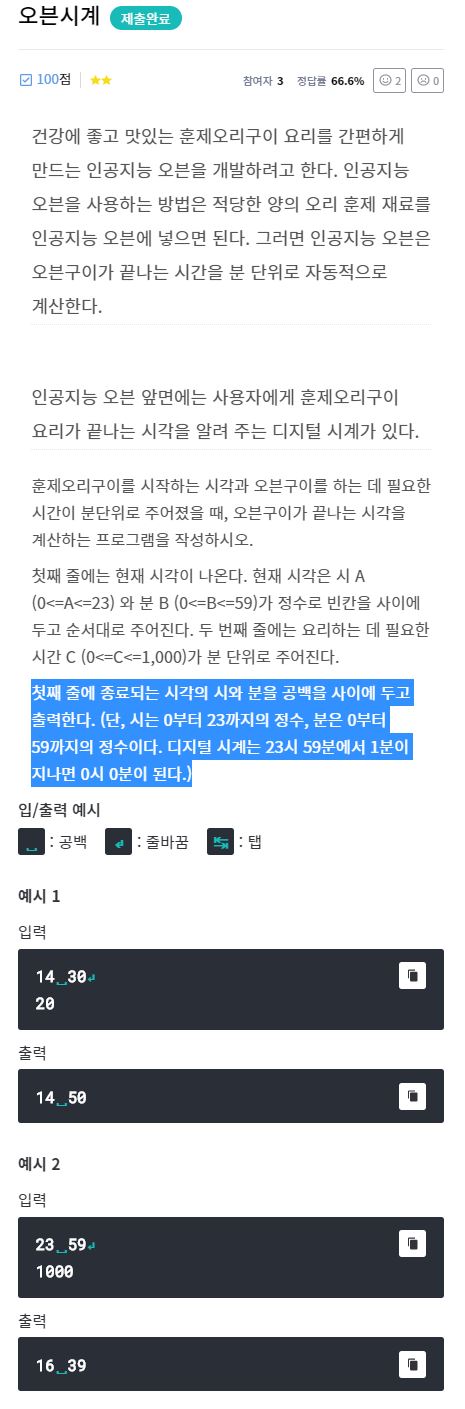 오븐시계 제출완료
100점 참여자 3 정답률 66.6% 2 0
건강에 좋고 맛있는 훈제오리구이 요리를 간편하게
만드는 인공지능 오븐을 개발하려고 한다. 인공지능
오븐을 사용하는 방법은 적당한 양의 오리 훈제 재료를
인공지능 오븐에 넣으면 된다. 그러면 인공지능 오븐은
오븐구이가 끝나는 시간을 분 단위로 자동적으로
계산한다.
인공지능 오븐 앞면에는 사용자에게 훈제오리구이
요리가 끝나는 시각을 알려 주는 디지털 시계가 있다.
훈제오리구이를 시작하는 시각과 오븐구이를 하는 데 필요한
시간이 분단위로 주어졌을 때, 오븐구이가 끝나는 시각을
계산하는 프로그램을 작성하시오.
첫째 줄에는 현재 시각이 나온다. 현재 시각은 시 A
(0<=A<=23) 와 분 B (0<=B<=59)가 정수로 빈칸을 사이에
두고 순서대로 주어진다. 두 번째 줄에는 요리하는 데 필요한
시간 C (0<=C<=1,000)가 분 단위로 주어진다.
첫째 줄에 종료되는 시각의 시와 분을 공백을 사이에 두고
출력한다. (단, 시는 0부터 23까지의 정수, 분은 0부터
59까지의 정수이다. 디지털 시계는 23시 59분에서 1분이
지나면 0시 0분이 된다.)
입/출력 예시
␣ : 공백 ↲ : 줄바꿈 ↹ : 탭
예시 1
입력
14␣30↲
20
출력
14␣50
예시 2
입력
23␣59↲
1000
출력
16␣39